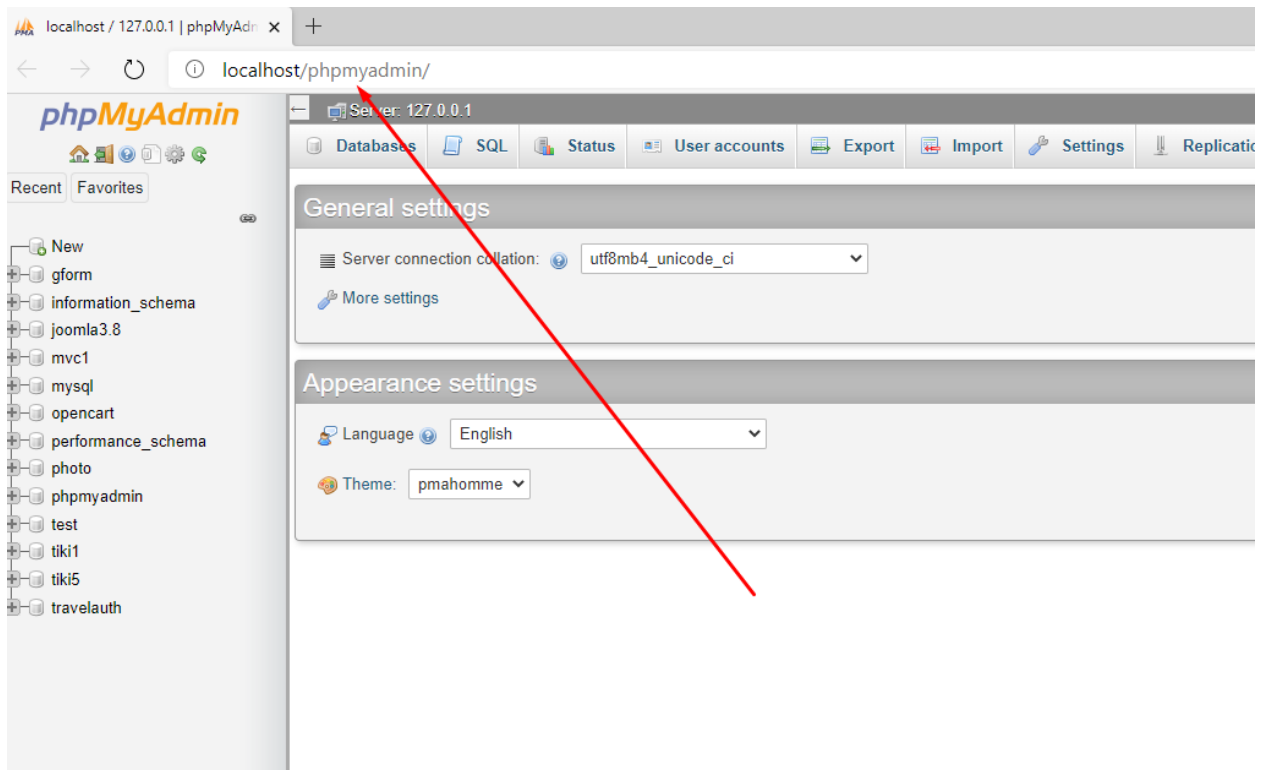 localhost / 127.0.0.1 | phpMyAdn
localhost/phpmyadmin/
phpMyAdmin
Recent Favorites
New
gform
information_schema
joomla3.8
mvc1
mysql
opencart
performance_schema
photo
phpmyadmin
test
tiki1
tiki5
travelauth
Server: 127.0.0.1
Databases SQL Status User accounts Export Import Settings Replicatic
General settings
Server connection collation: utf8mb4_unicode_ci
More settings
Appearance settings
Language English
Theme: pmahomme